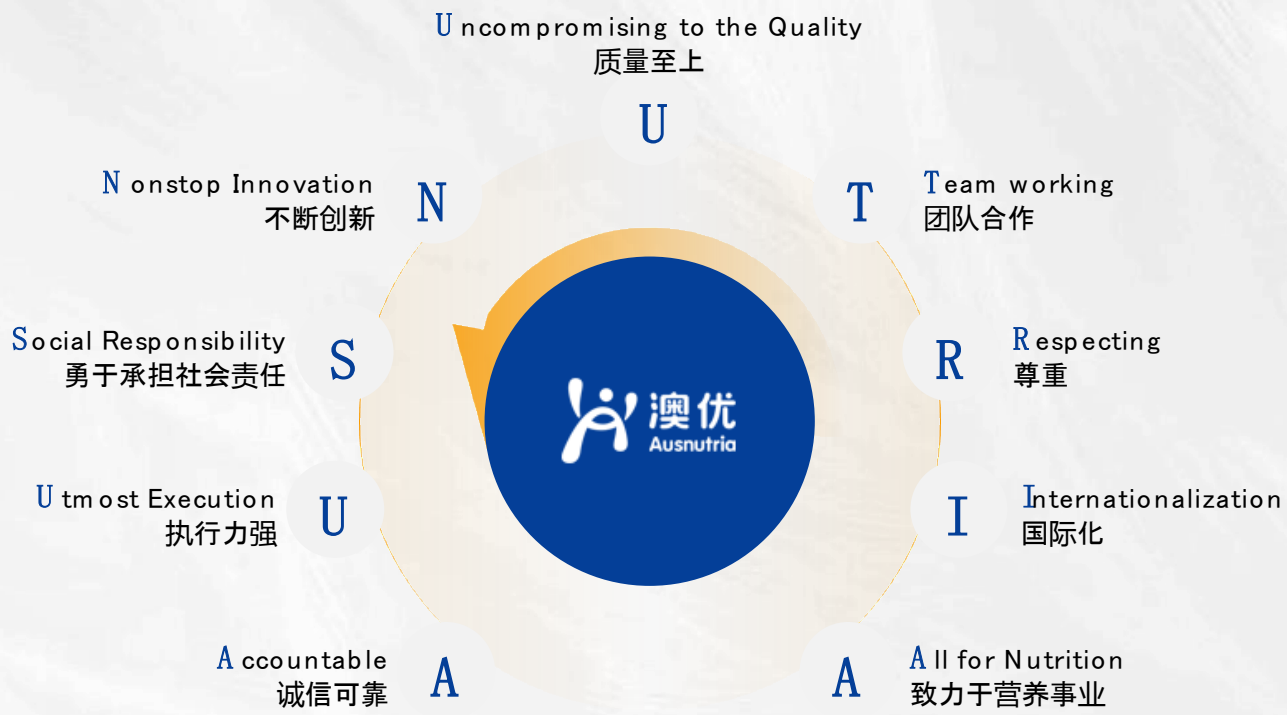 Uncompromising to the Quality
质量至上
U
Nonstop Innovation
不断创新
N
T
Team working
团队合作
Social Responsibility
勇于承担社会责任
S
澳优
Ausnutria
R
Respecting
尊重
Utmost Execution
执行力强
U
I
Internationalization
国际化
Accountable
诚信可靠
A
A
All for Nutrition
致力于营养事业